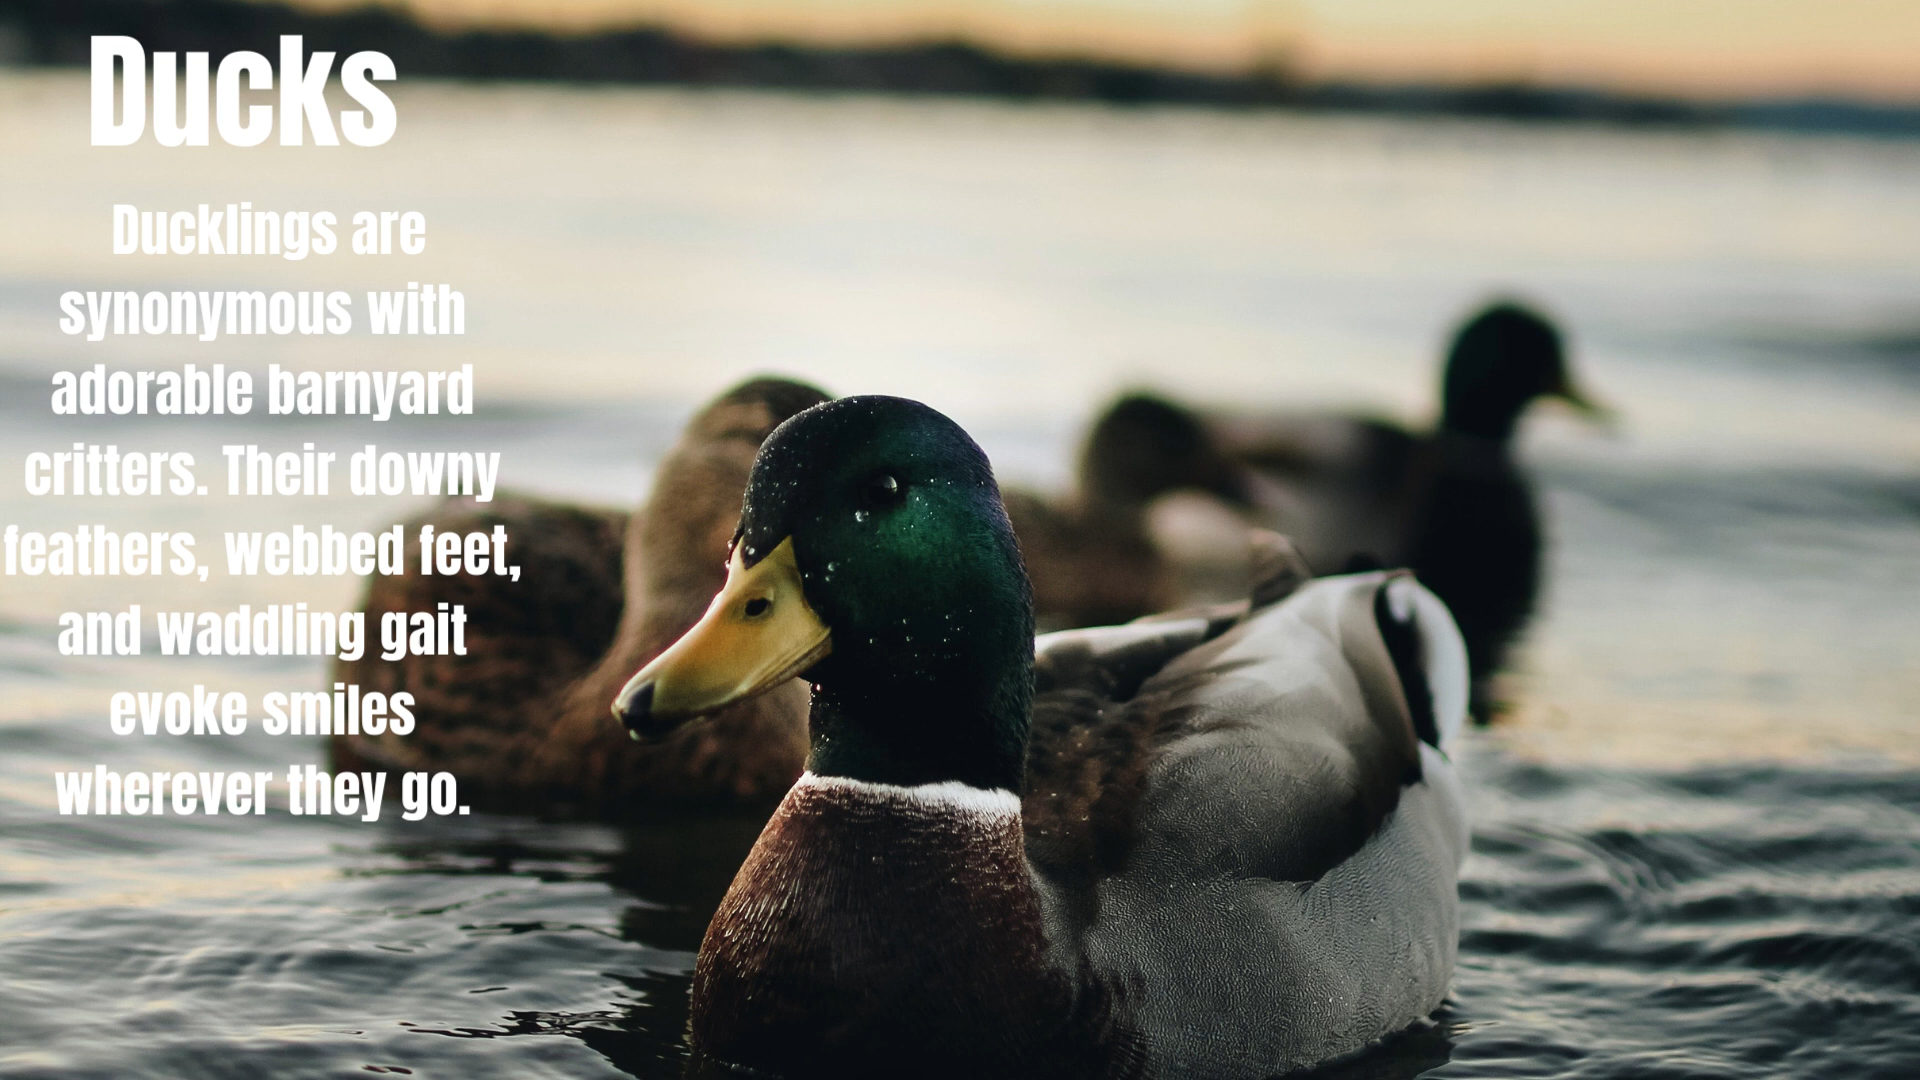 Ducks
Ducklings are
synonymous with
adorable barnyard
critters. Their downy
feathers, webbed feet,
and waddling gait
evoke smiles
wherever they go.